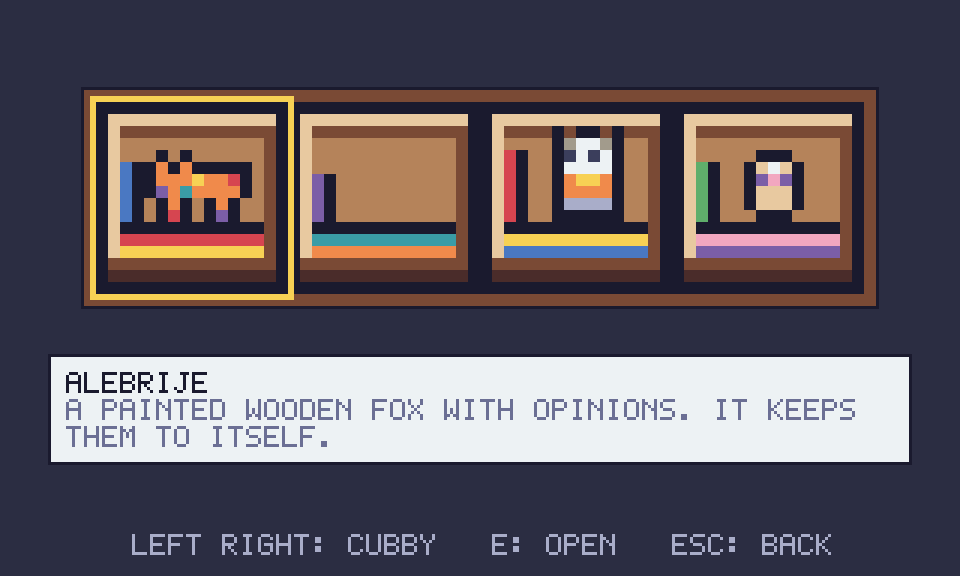 ALEBRIJE
A PAINTED WOODEN FOX WITH OPINIONS. IT KEEPS
THEM TO ITSELF.
LEFT RIGHT: CUBBY E: OPEN ESC: BACK